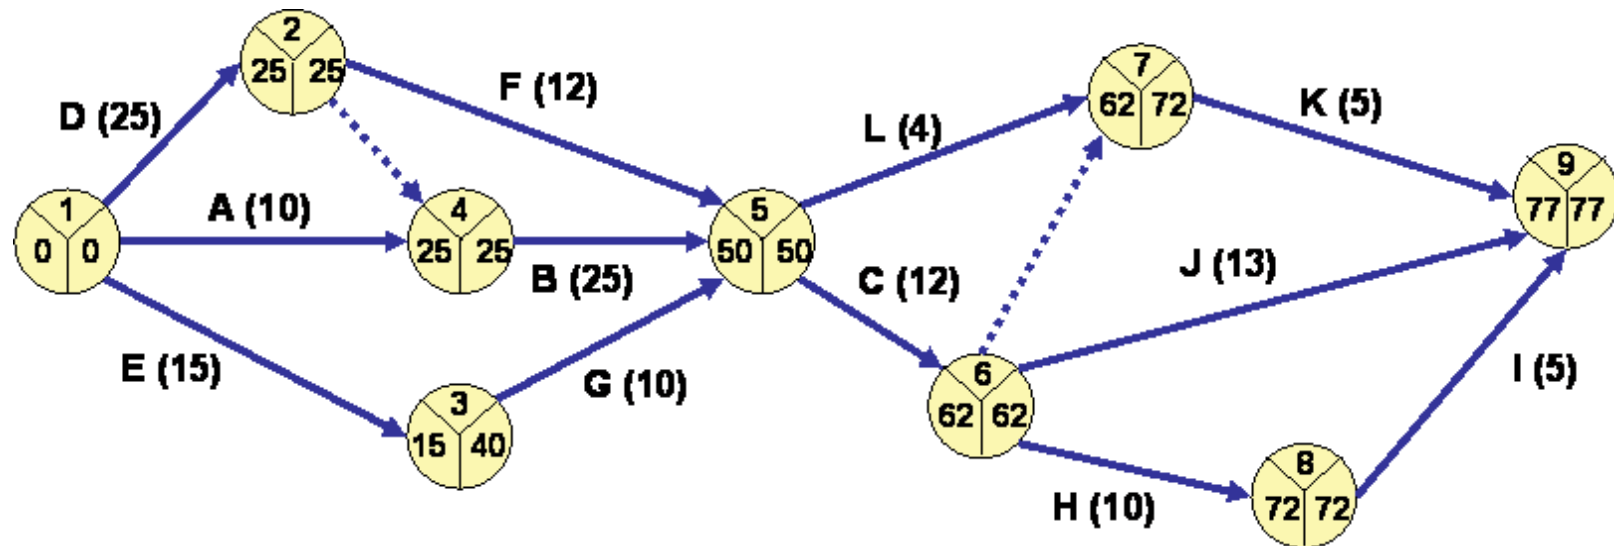 2
25 25
D (25)
F (12)
1
0 0
A (10)
4
25 25
B (25)
E (15)
3
15 40
G (10)
5
50 50
L (4)
C (12)
7
62 72
K (5)
6
62 62
J (13)
H (10)
8
72 72
I (5)
9
77 77